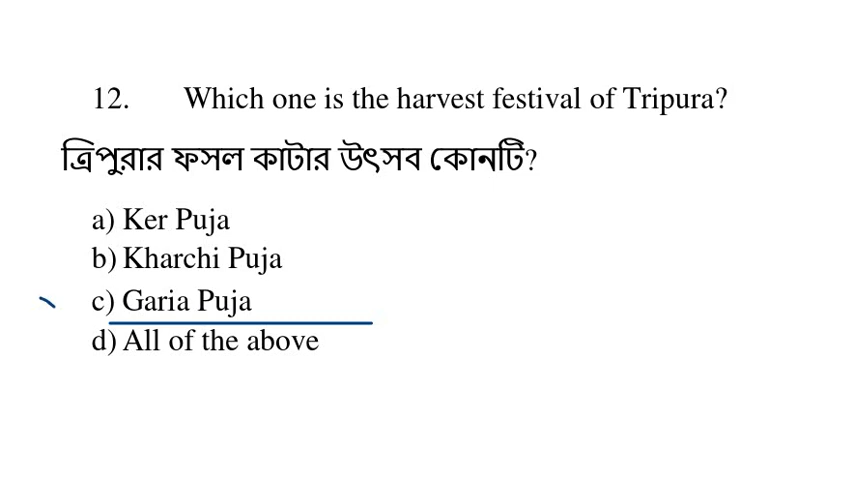 12. Which one is the harvest festival of Tripura?
ত্রিপুরার ফসল কাটার উৎসব কোনটি?
a) Ker Puja
b) Kharchi Puja
c) Garia Puja
d) All of the above